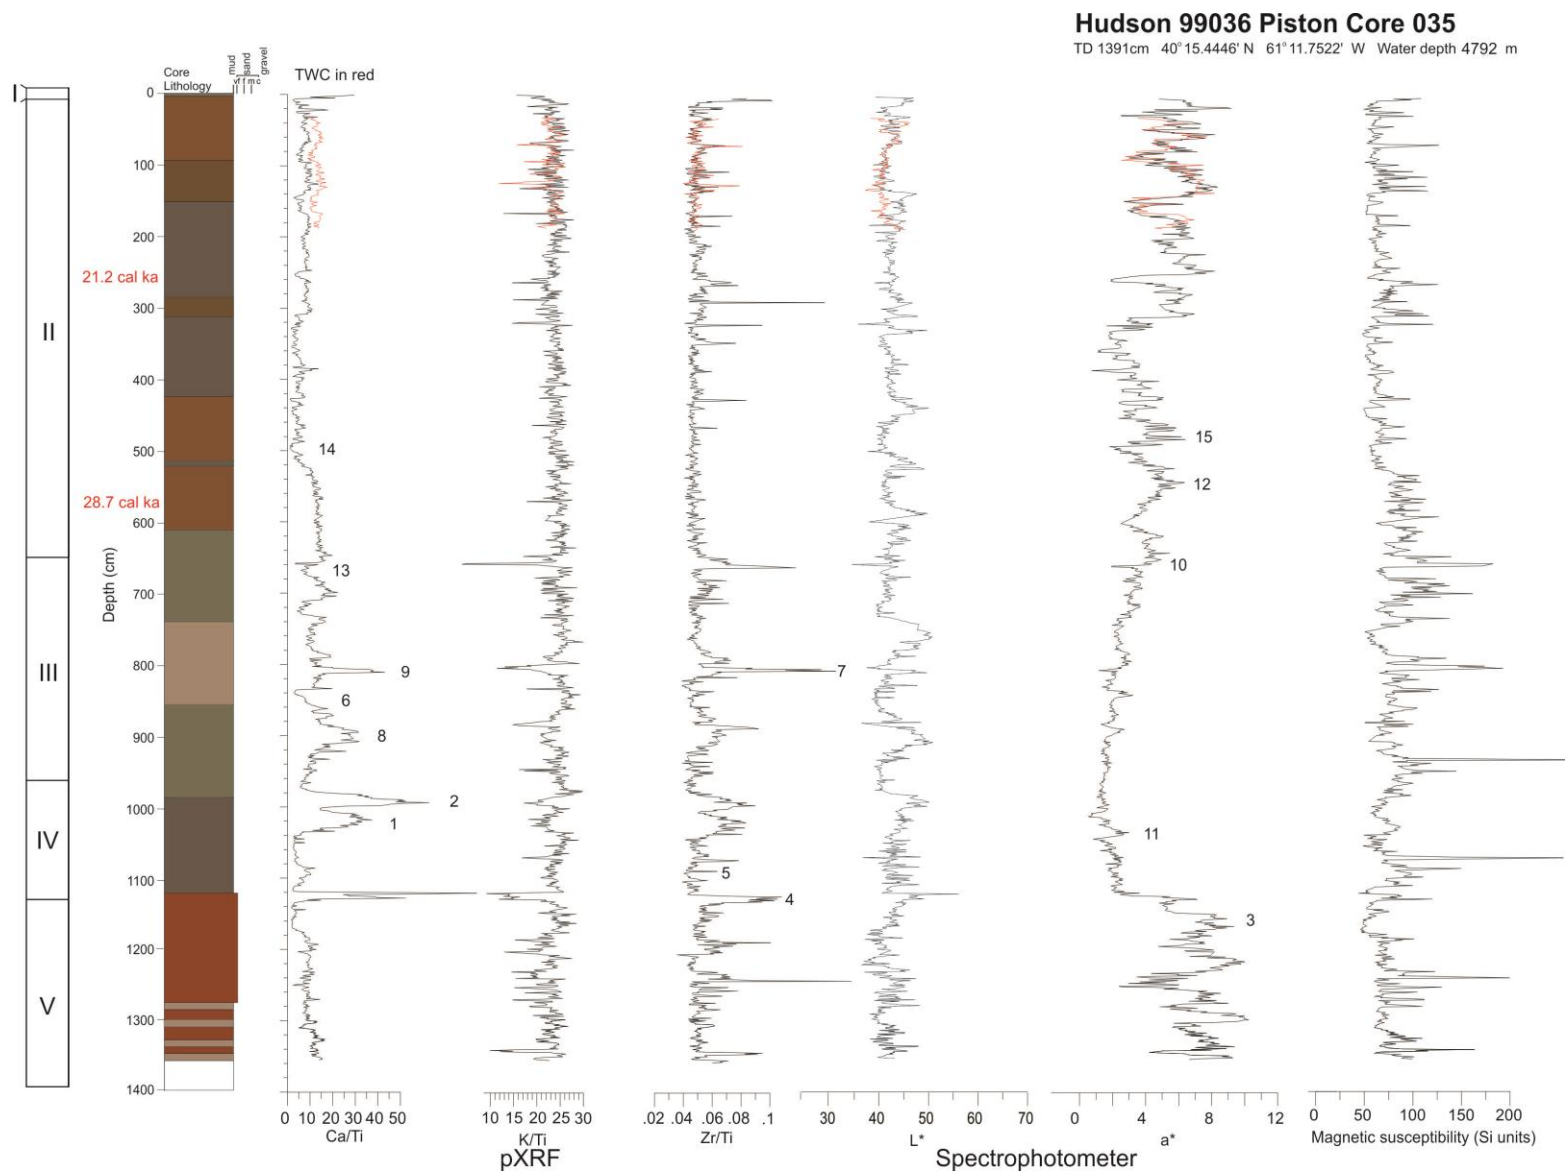 Hudson 99036 Piston Core 035
TD 1391cm 40° 15.4446' N 61° 11.7522' W Water depth 4792 m
mud
sand
gravel
vf f m c
Core
Lithology
TWC in red
I
II
III
IV
V
Depth (cm)
0
100
200
300
400
500
600
700
800
900
1000
1100
1200
1300
1400
21.2 cal ka
28.7 cal ka
14
13
9
6
8
2
1
7
5
4
15
12
10
11
3
0 10 20 30 40 50
Ca/Ti
10 15 20 25 30
K/Ti
.02 .04 .06 .08 .1
Zr/Ti
30 40 50 60 70
L*
0 4 8 12
a*
0 50 100 150 200
Magnetic susceptibility (Si units)
pXRF
Spectrophotometer